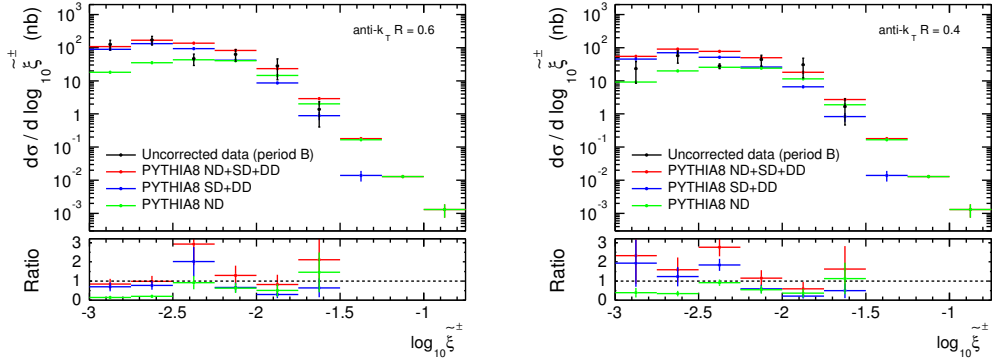 dσ / d log₁₀ ξ̃± (nb)
anti-k_T R = 0.6
10³
10²
10
1
10⁻¹
10⁻²
10⁻³
Uncorrected data (period B)
PYTHIA8 ND+SD+DD
PYTHIA8 SD+DD
PYTHIA8 ND
Ratio
3
2
1
0
-3 -2.5 -2 -1.5 -1
log₁₀ ξ̃±
dσ / d log₁₀ ξ̃± (nb)
anti-k_T R = 0.4
10³
10²
10
1
10⁻¹
10⁻²
10⁻³
Uncorrected data (period B)
PYTHIA8 ND+SD+DD
PYTHIA8 SD+DD
PYTHIA8 ND
Ratio
3
2
1
0
-3 -2.5 -2 -1.5 -1
log₁₀ ξ̃±